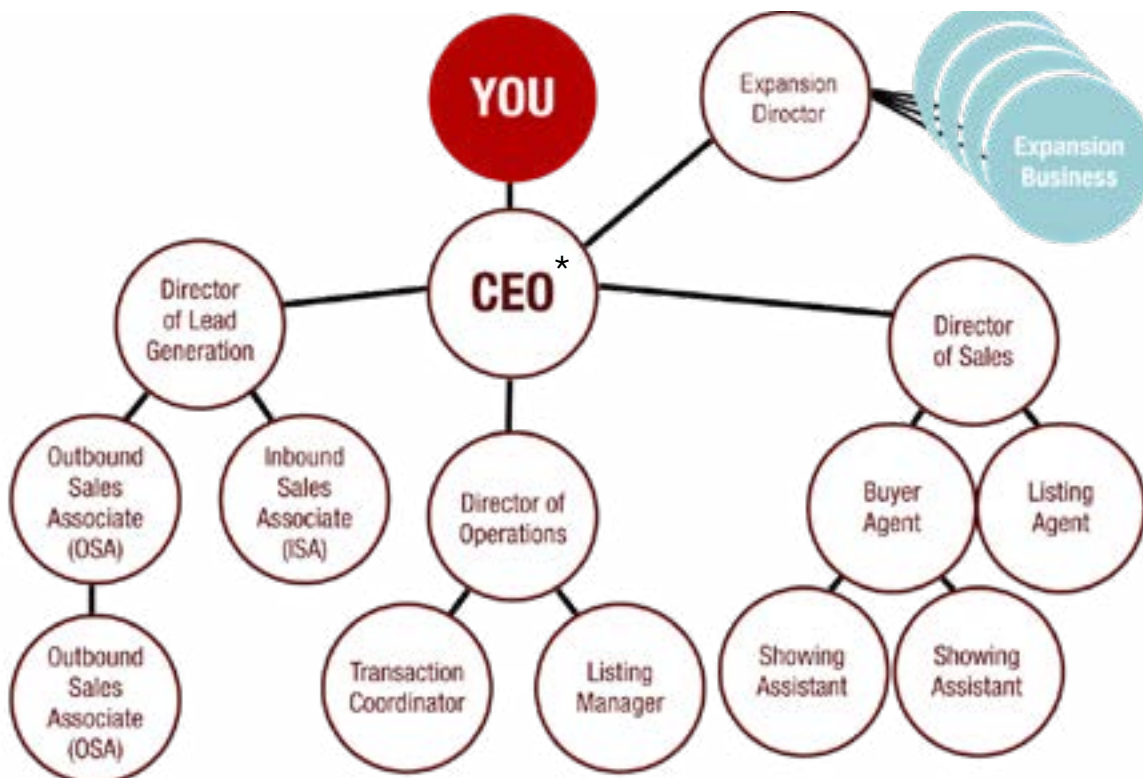 YOU
Expansion
Director
Expansion
Business
CEO*
Director
of Lead
Generation
Director
of Sales
Outbound
Sales
Associate
(OSA)
Inbound
Sales
Associate
(ISA)
Director of
Operations
Buyer
Agent
Listing
Agent
Outbound
Sales
Associate
(OSA)
Transaction
Coordinator
Listing
Manager
Showing
Assistant
Showing
Assistant